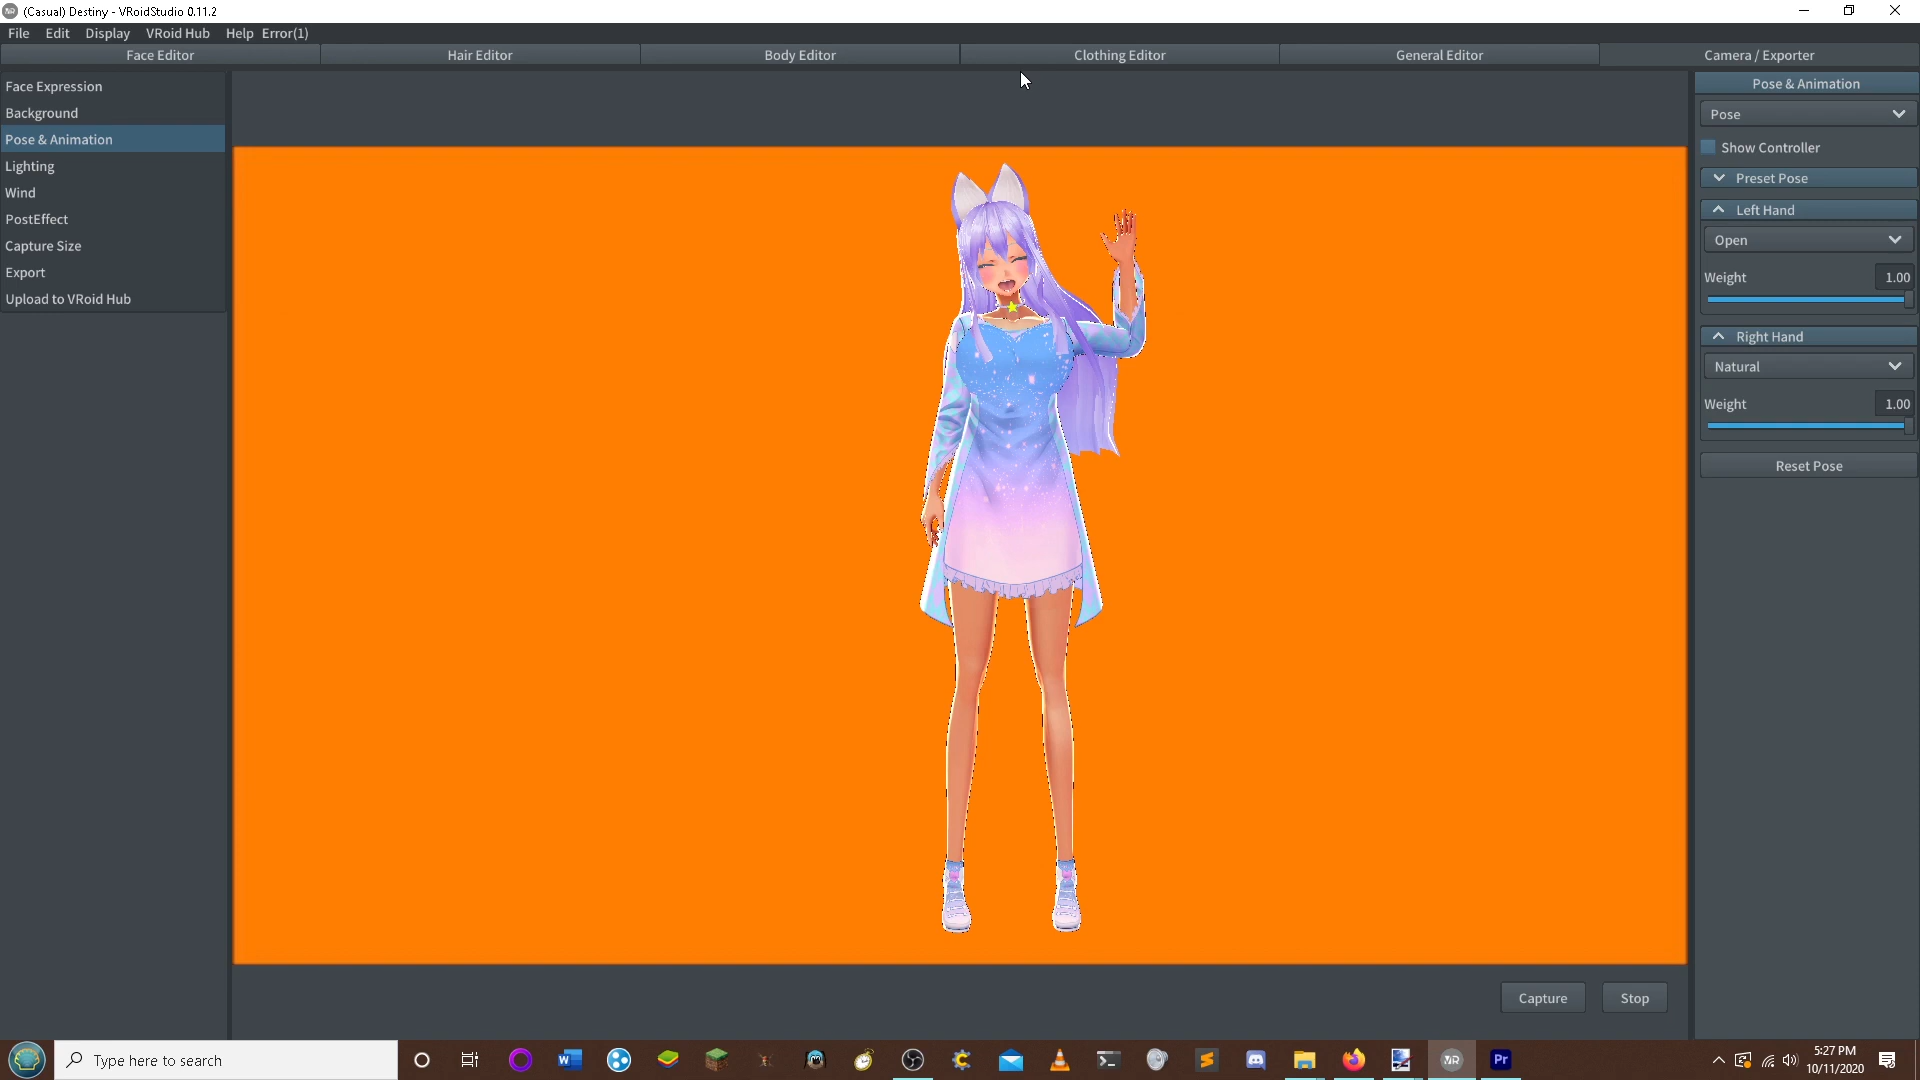 (Casual) Destiny - VRoidStudio 0.11.2
File Edit Display VRoid Hub Help Error(1)
Face Editor Hair Editor Body Editor Clothing Editor General Editor Camera / Exporter
Face Expression
Background
Pose & Animation
Lighting
Wind
PostEffect
Capture Size
Export
Upload to VRoid Hub
Pose & Animation
Pose
Show Controller
Preset Pose
Left Hand
Open
Weight 1.00
Right Hand
Natural
Weight 1.00
Reset Pose
Capture Stop
Type here to search
Pr
5:27 PM
10/11/2020